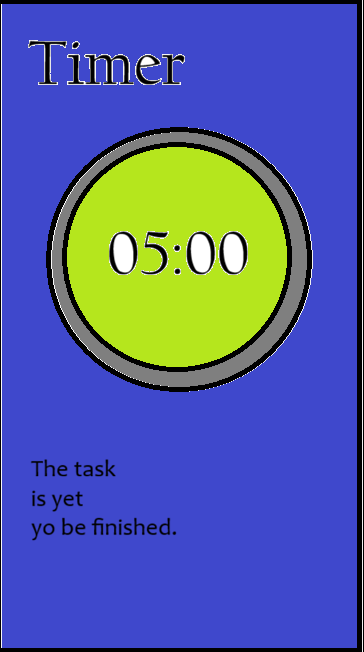 Timer
05:00
The task
is yet
yo be finished.